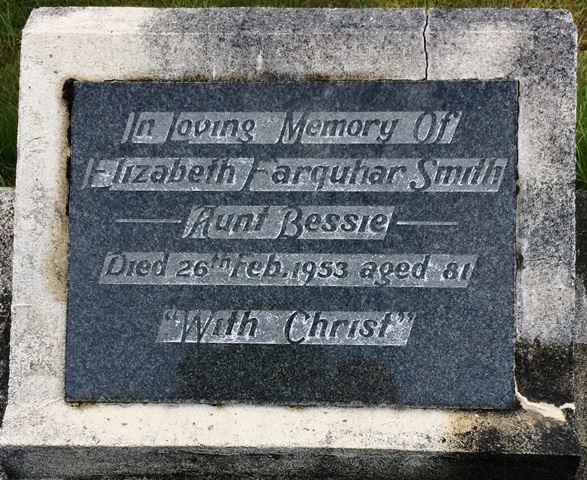 In Loving Memory Of
Elizabeth Farquhar Smith
Aunt Bessie
Died 26th Feb. 1953 aged 81
"With Christ"